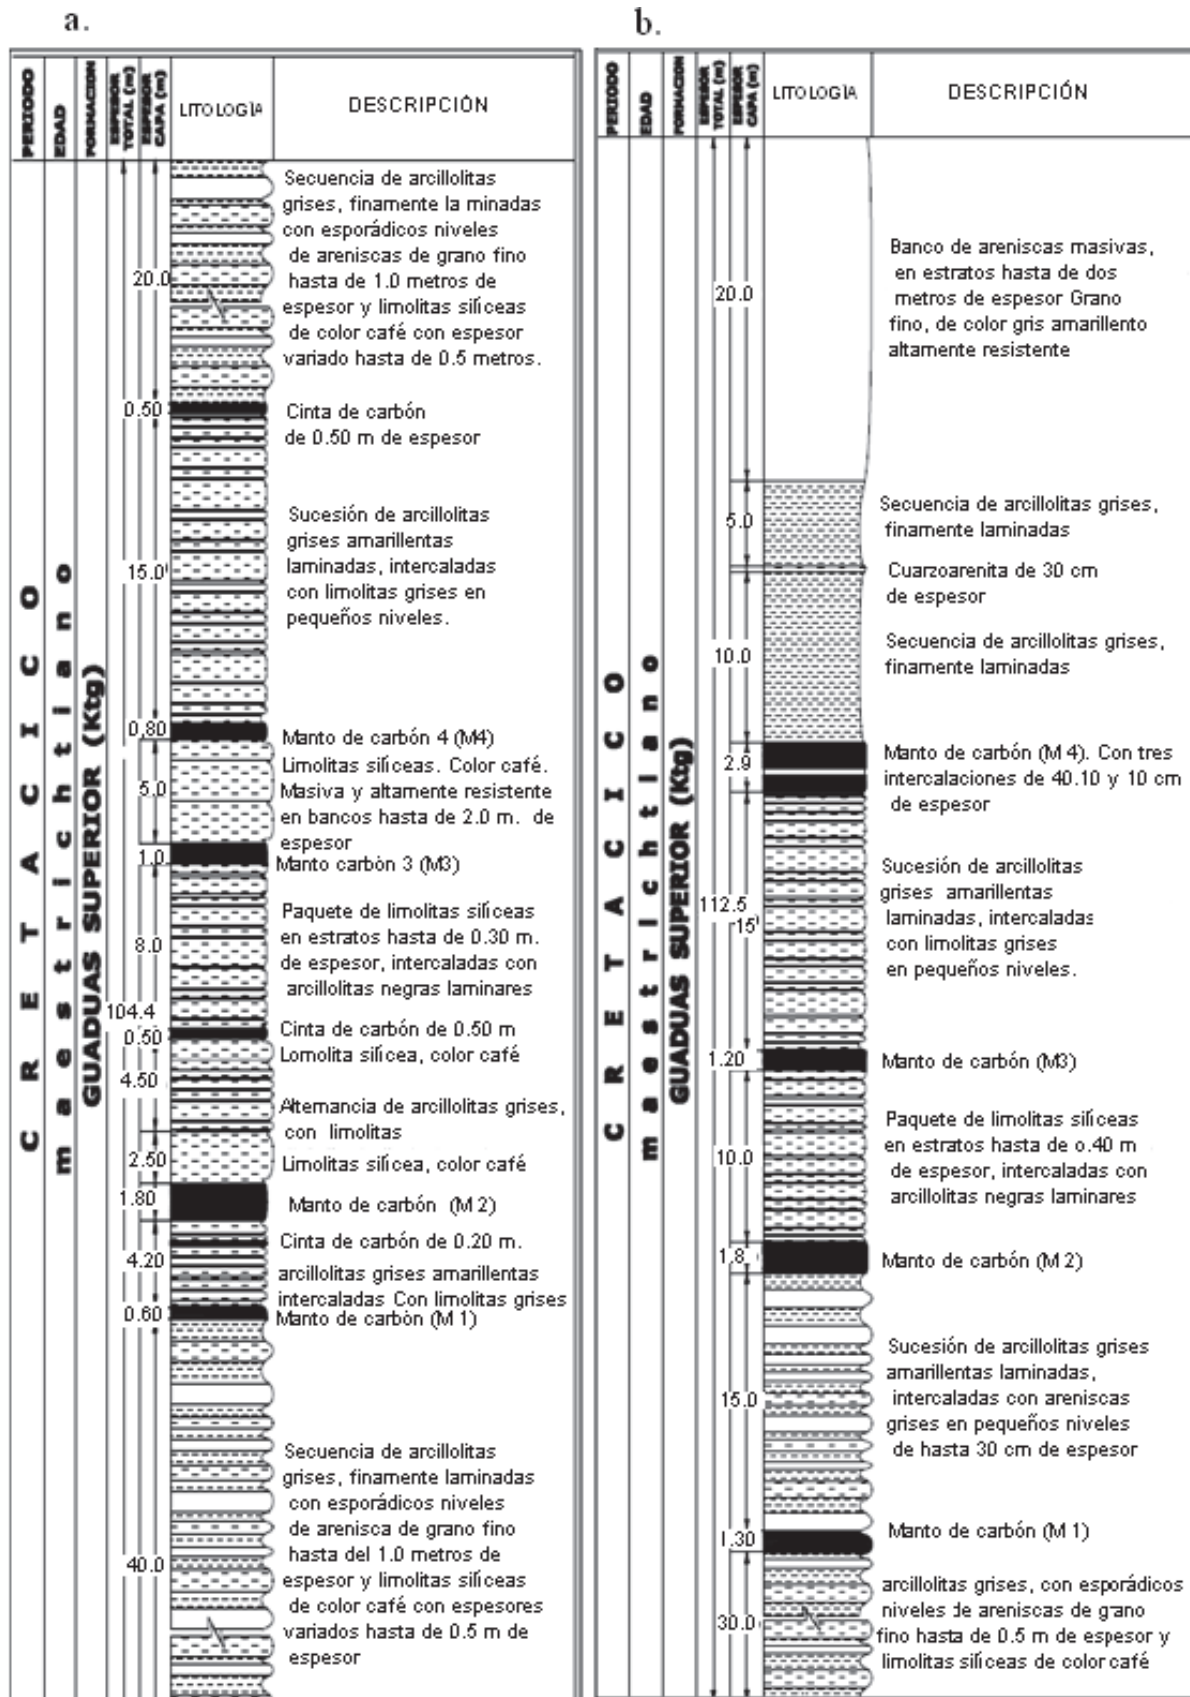 a.
PERIODO
EDAD
FORMACION
ESPESOR TOTAL (m)
ESPESOR CAPA (m)
LITOLOGÍA
DESCRIPCIÓN
CRETACICO
maestrichtiano
GUADUAS SUPERIOR (Ktg)
104.4
20.0
Secuencia de arcillolitas
grises, finamente la minadas
con esporádicos niveles
de areniscas de grano fino
hasta de 1.0 metros de
espesor y limolitas silíceas
de color café con espesor
variado hasta de 0.5 metros.
0.50
Cinta de carbón
de 0.50 m de espesor
15.0
Sucesión de arcillolitas
grises amarillentas
laminadas, intercaladas
con limolitas grises en
pequeños niveles.
0.80
Manto de carbón 4 (M4)
5.0
Limolitas silíceas. Color café.
Masiva y altamente resistente
en bancos hasta de 2.0 m. de
espesor
1.0
Manto carbón 3 (M3)
8.0
Paquete de limolitas silíceas
en estratos hasta de 0.30 m.
de espesor, intercaladas con
arcillolitas negras laminares
0.50
Cinta de carbón de 0.50 m
Lomolita silícea, color café
4.50
Alternancia de arcillolitas grises,
con limolitas
2.50
Limolitas silícea, color café
1.80
Manto de carbón (M 2)
4.20
Cinta de carbón de 0.20 m.
arcillolitas grises amarillentas
intercaladas Con limolitas grises
0.60
Manto de carbón (M 1)
40.0
Secuencia de arcillolitas
grises, finamente laminadas
con esporádicos niveles
de arenisca de grano fino
hasta del 1.0 metros de
espesor y limolitas silíceas
de color café con espesores
variados hasta de 0.5 m de
espesor
b.
PERIODO
EDAD
FORMACION
ESPESOR TOTAL (m)
ESPESOR CAPA (m)
LITOLOGÍA
DESCRIPCIÓN
CRETACICO
maestrichtiano
GUADUAS SUPERIOR (Ktg)
112.5
20.0
Banco de areniscas masivas,
en estratos hasta de dos
metros de espesor Grano
fino, de color gris amarillento
altamente resistente
5.0
Secuencia de arcillolitas grises,
finamente laminadas
Cuarzoarenita de 30 cm
de espesor
10.0
Secuencia de arcillolitas grises,
finamente laminadas
2.9
Manto de carbón (M 4). Con tres
intercalaciones de 40.10 y 10 cm
de espesor
15
Sucesión de arcillolitas
grises amarillentas
laminadas, intercaladas
con limolitas grises
en pequeños niveles.
1.20
Manto de carbón (M3)
10.0
Paquete de limolitas silíceas
en estratos hasta de o.40 m
de espesor, intercaladas con
arcillolitas negras laminares
1.8
Manto de carbón (M 2)
15.0
Sucesión de arcillolitas grises
amarillentas laminadas,
intercaladas con areniscas
grises en pequeños niveles
de hasta 30 cm de espesor
1.30
Manto de carbón (M 1)
30.0
arcillolitas grises, con esporádicos
niveles de areniscas de grano
fino hasta de 0.5 m de espesor y
limolitas silíceas de color café